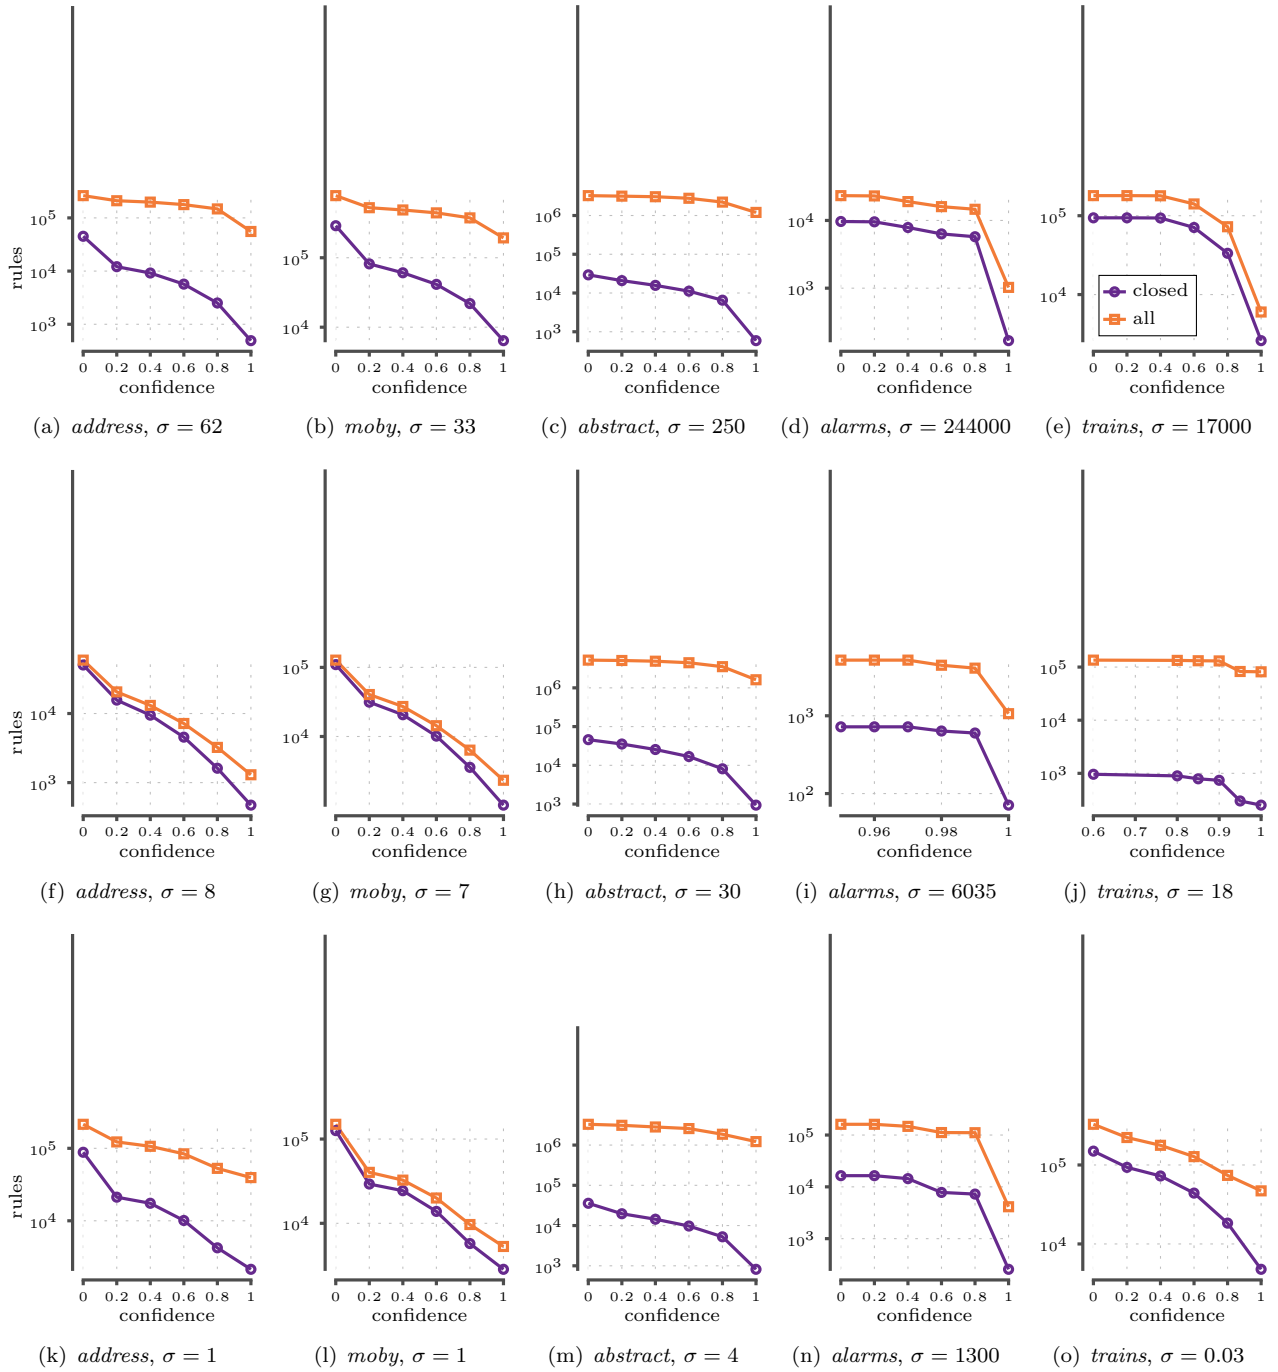 rules
10^5
10^4
10^3
0 0.2 0.4 0.6 0.8 1
confidence
(a) address, σ = 62
10^5
10^4
0 0.2 0.4 0.6 0.8 1
confidence
(b) moby, σ = 33
10^6
10^5
10^4
10^3
0 0.2 0.4 0.6 0.8 1
confidence
(c) abstract, σ = 250
10^4
10^3
0 0.2 0.4 0.6 0.8 1
confidence
(d) alarms, σ = 244000
10^5
10^4
closed
all
0 0.2 0.4 0.6 0.8 1
confidence
(e) trains, σ = 17000
rules
10^4
10^3
0 0.2 0.4 0.6 0.8 1
confidence
(f) address, σ = 8
10^5
10^4
0 0.2 0.4 0.6 0.8 1
confidence
(g) moby, σ = 7
10^6
10^5
10^4
10^3
0 0.2 0.4 0.6 0.8 1
confidence
(h) abstract, σ = 30
10^3
10^2
0.96 0.98 1
confidence
(i) alarms, σ = 6035
10^5
10^4
10^3
0.6 0.7 0.8 0.9 1
confidence
(j) trains, σ = 18
rules
10^5
10^4
0 0.2 0.4 0.6 0.8 1
confidence
(k) address, σ = 1
10^5
10^4
0 0.2 0.4 0.6 0.8 1
confidence
(l) moby, σ = 1
10^6
10^5
10^4
10^3
0 0.2 0.4 0.6 0.8 1
confidence
(m) abstract, σ = 4
10^5
10^4
10^3
0 0.2 0.4 0.6 0.8 1
confidence
(n) alarms, σ = 1300
10^5
10^4
0 0.2 0.4 0.6 0.8 1
confidence
(o) trains, σ = 0.03